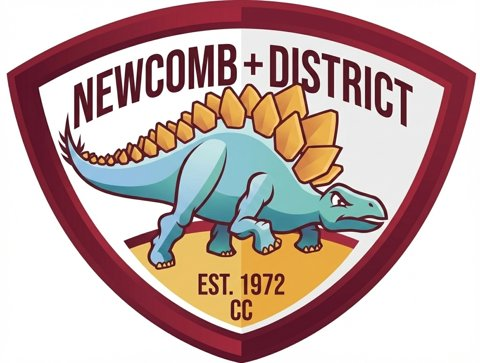 NEWCOMB + DISTRICT
EST. 1972
CC